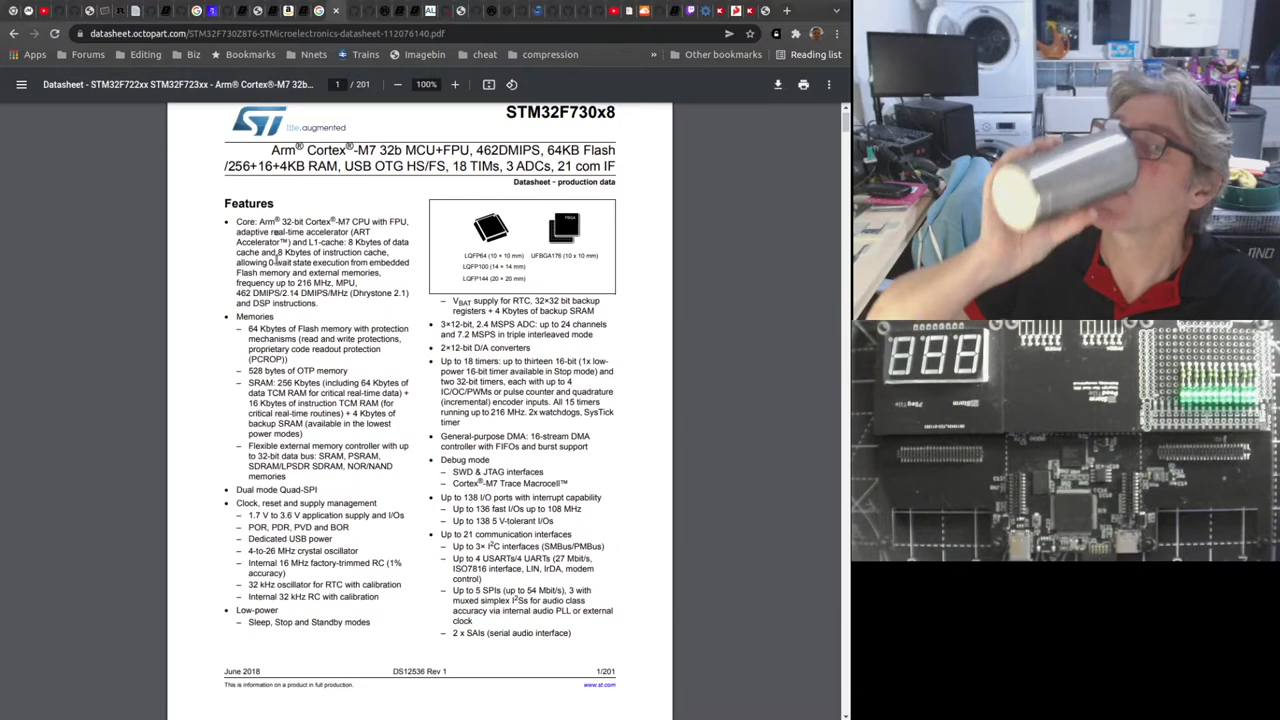 datasheet.octopart.com/STM32F730Z8T6-STMicroelectronics-datasheet-112076140.pdf
Apps Forums Editing Bookmarks Nnets Trains Imagebin cheat compression » Other bookmarks Reading list
Datasheet - STM32F722xx STM32F723xx - Arm® Cortex®-M7 32b... 1 / 201 100%
ST life.augmented
STM32F730x8
Arm® Cortex®-M7 32b MCU+FPU, 462DMIPS, 64KB Flash
/256+16+4KB RAM, USB OTG HS/FS, 18 TIMs, 3 ADCs, 21 com IF
Datasheet - production data
Features
• Core: Arm® 32-bit Cortex®-M7 CPU with FPU,
adaptive real-time accelerator (ART
Accelerator™) and L1-cache: 8 Kbytes of data
cache and 8 Kbytes of instruction cache,
allowing 0-wait state execution from embedded
Flash memory and external memories,
frequency up to 216 MHz, MPU,
462 DMIPS/2.14 DMIPS/MHz (Dhrystone 2.1)
and DSP instructions.
• Memories
– 64 Kbytes of Flash memory with protection
mechanisms (read and write protections,
proprietary code readout protection
(PCROP))
– 528 bytes of OTP memory
– SRAM: 256 Kbytes (including 64 Kbytes of
data TCM RAM for critical real-time data) +
16 Kbytes of instruction TCM RAM (for
critical real-time routines) + 4 Kbytes of
backup SRAM (available in the lowest
power modes)
– Flexible external memory controller with up
to 32-bit data bus: SRAM, PSRAM,
SDRAM/LPSDR SDRAM, NOR/NAND
memories
• Dual mode Quad-SPI
• Clock, reset and supply management
– 1.7 V to 3.6 V application supply and I/Os
– POR, PDR, PVD and BOR
– Dedicated USB power
– 4-to-26 MHz crystal oscillator
– Internal 16 MHz factory-trimmed RC (1%
accuracy)
– 32 kHz oscillator for RTC with calibration
– Internal 32 kHz RC with calibration
• Low-power
– Sleep, Stop and Standby modes
FBGA
LQFP64 (10 × 10 mm) UFBGA176 (10 x 10 mm)
LQFP100 (14 × 14 mm)
LQFP144 (20 × 20 mm)
– VBAT supply for RTC, 32×32 bit backup
registers + 4 Kbytes of backup SRAM
• 3×12-bit, 2.4 MSPS ADC: up to 24 channels
and 7.2 MSPS in triple interleaved mode
• 2×12-bit D/A converters
• Up to 18 timers: up to thirteen 16-bit (1x low-
power 16-bit timer available in Stop mode) and
two 32-bit timers, each with up to 4
IC/OC/PWMs or pulse counter and quadrature
(incremental) encoder inputs. All 15 timers
running up to 216 MHz. 2x watchdogs, SysTick
timer
• General-purpose DMA: 16-stream DMA
controller with FIFOs and burst support
• Debug mode
– SWD & JTAG interfaces
– Cortex®-M7 Trace Macrocell™
• Up to 138 I/O ports with interrupt capability
– Up to 136 fast I/Os up to 108 MHz
– Up to 138 5 V-tolerant I/Os
• Up to 21 communication interfaces
– Up to 3× I2C interfaces (SMBus/PMBus)
– Up to 4 USARTs/4 UARTs (27 Mbit/s,
ISO7816 interface, LIN, IrDA, modem
control)
– Up to 5 SPIs (up to 54 Mbit/s), 3 with
muxed simplex I2Ss for audio class
accuracy via internal audio PLL or external
clock
– 2 x SAIs (serial audio interface)
June 2018 DS12536 Rev 1 1/201
This is information on a product in full production. www.st.com
888